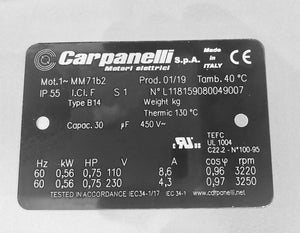 Carpanelli S.p.A. Made in ITALY
Motori elettrici
Mot.1~ MM71b2 Prod. 01/19 Tamb. 40 °C
IP 55 I.Cl. F S 1 N° L118159080049007
Type B14 Weight kg
Thermic 130 °C
Capac. 30 µF 450 V~
c UL US TEFC
UL 1004
C22.2 - N°100-95
Hz kW HP V A cosφ rpm
60 0,56 0,75 110 8,6 0,96 3220
60 0,56 0,75 230 4,3 0,97 3250
TESTED IN ACCORDANCE IEC34-1/17 IEC 34-1 www.carpanelli.com